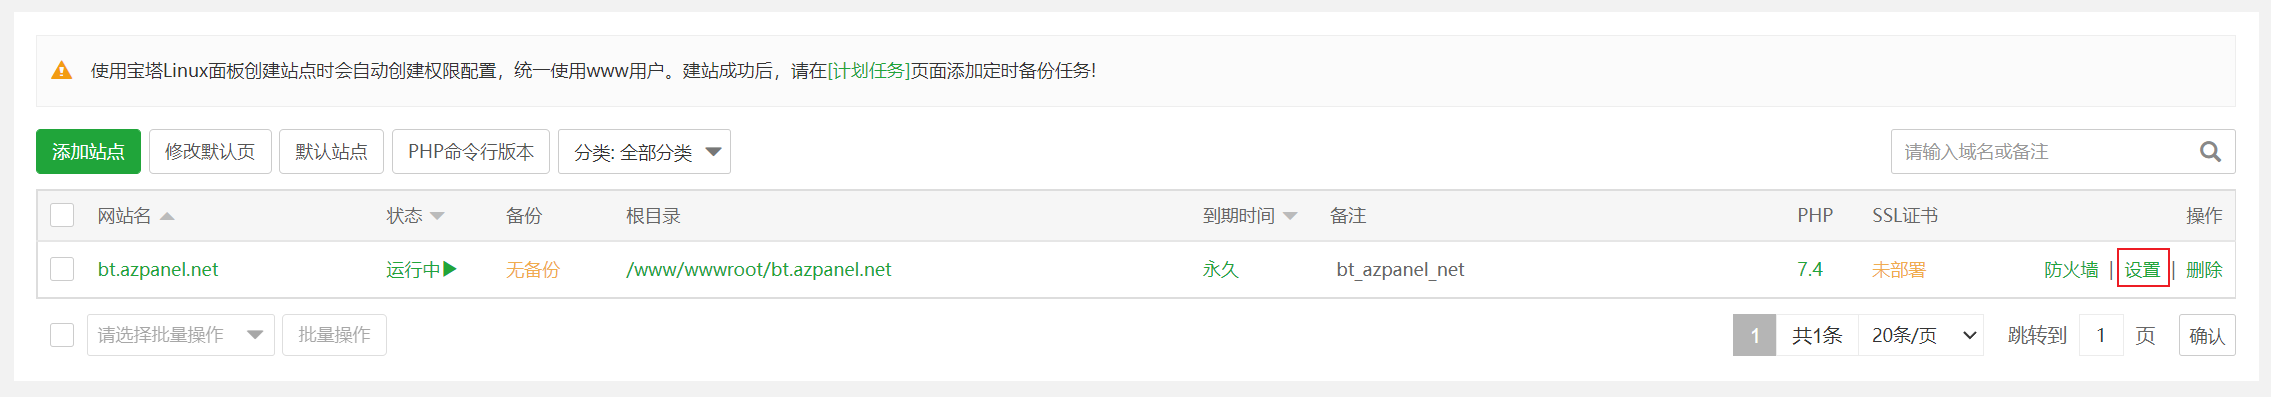 使用宝塔Linux面板创建站点时会自动创建权限配置，统一使用www用户。建站成功后，请在[计划任务]页面添加定时备份任务!
添加站点 修改默认页 默认站点 PHP命令行版本 分类: 全部分类 请输入域名或备注
网站名 状态 备份 根目录 到期时间 备注 PHP SSL证书 操作
bt.azpanel.net 运行中 无备份 /www/wwwroot/bt.azpanel.net 永久 bt_azpanel_net 7.4 未部署 防火墙 | 设置 | 删除
请选择批量操作 批量操作 1 共1条 20条/页 跳转到 1 页 确认